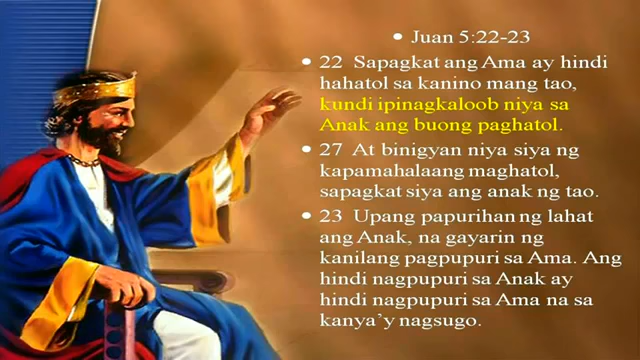 • Juan 5:22-23
• 22 Sapagkat ang Ama ay hindi
hahatol sa kanino mang tao,
kundi ipinagkaloob niya sa
Anak ang buong paghatol.
• 27 At binigyan niya siya ng
kapamahalaang maghatol,
sapagkat siya ang anak ng tao.
• 23 Upang papurihan ng lahat
ang Anak, na gayarin ng
kanilang pagpupuri sa Ama. Ang
hindi nagpupuri sa Anak ay
hindi nagpupuri sa Ama na sa
kanya’y nagsugo.